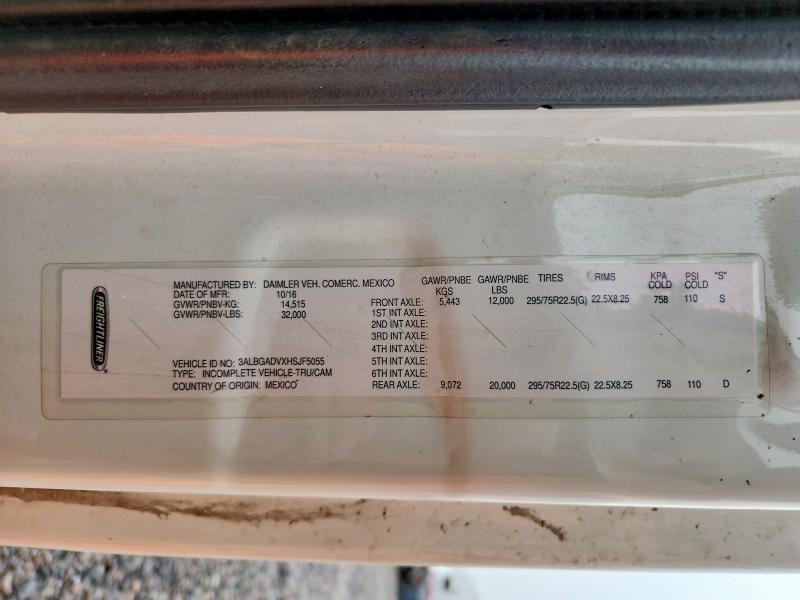 FREIGHTLINER
MANUFACTURED BY: DAIMLER VEH. COMERC. MEXICO
DATE OF MFR: 10/16
GVWR/PNBV-KG: 14,515
GVWR/PNBV-LBS: 32,000
VEHICLE ID NO: 3ALBGADVXHSJF5055
TYPE: INCOMPLETE VEHICLE-TRU/CAM
COUNTRY OF ORIGIN: MEXICO
GAWR/PNBE KGS GAWR/PNBE LBS TIRES RIMS KPA COLD PSI COLD "S"
FRONT AXLE: 5,443 12,000 295/75R22.5(G) 22.5X8.25 758 110 S
1ST INT AXLE:
2ND INT AXLE:
3RD INT AXLE:
4TH INT AXLE:
5TH INT AXLE:
6TH INT AXLE:
REAR AXLE: 9,072 20,000 295/75R22.5(G) 22.5X8.25 758 110 D